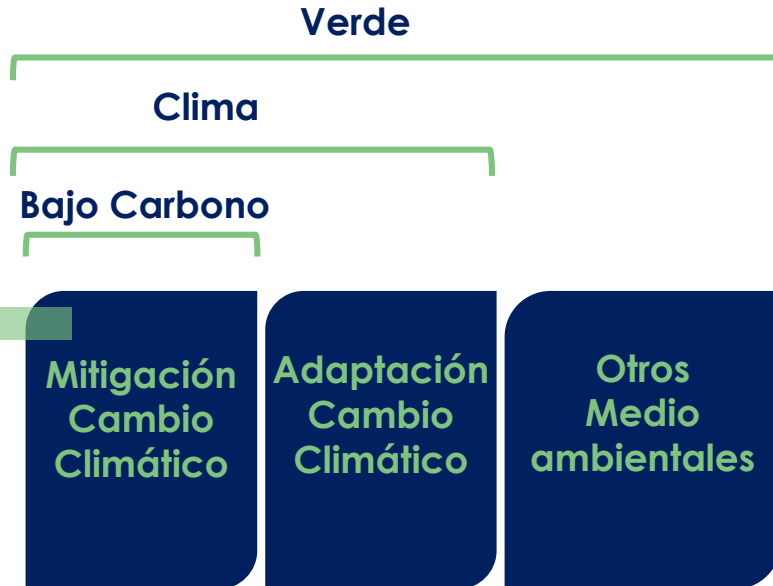 Verde
Clima
Bajo Carbono
Mitigación
Cambio
Climático
Adaptación
Cambio
Climático
Otros
Medio
ambientales